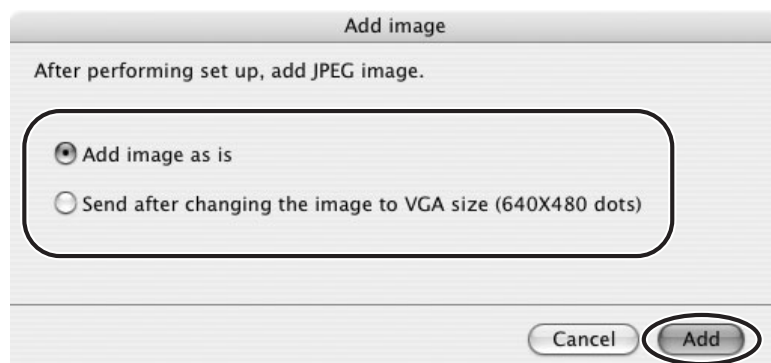 Add image
After performing set up, add JPEG image.
Add image as is
Send after changing the image to VGA size (640X480 dots)
Cancel Add